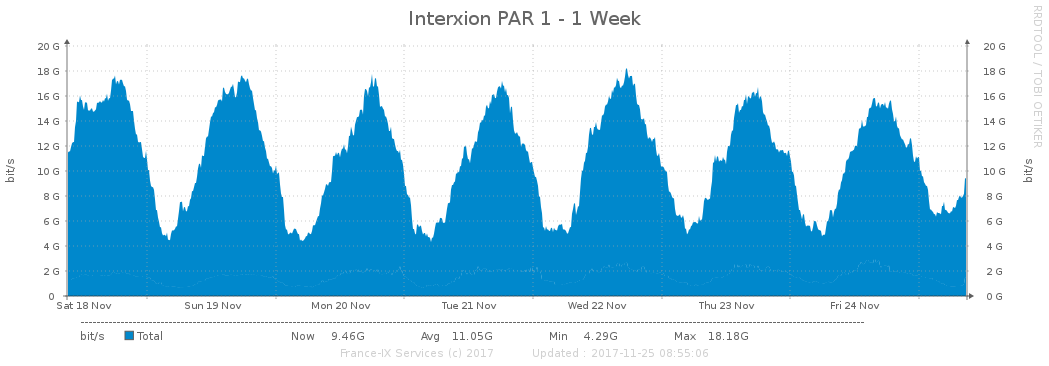 Interxion PAR 1 - 1 Week
RRDTOOL / TOBI OETIKER
20 G 20 G
18 G 18 G
16 G 16 G
14 G 14 G
12 G 12 G
10 G 10 G
8 G 8 G
6 G 6 G
4 G 4 G
2 G 2 G
0 0 G
bit/s bit/s
Sat 18 Nov Sun 19 Nov Mon 20 Nov Tue 21 Nov Wed 22 Nov Thu 23 Nov Fri 24 Nov
bit/s Total Now 9.46G Avg 11.05G Min 4.29G Max 18.18G
France-IX Services (c) 2017 Updated : 2017-11-25 08:55:06